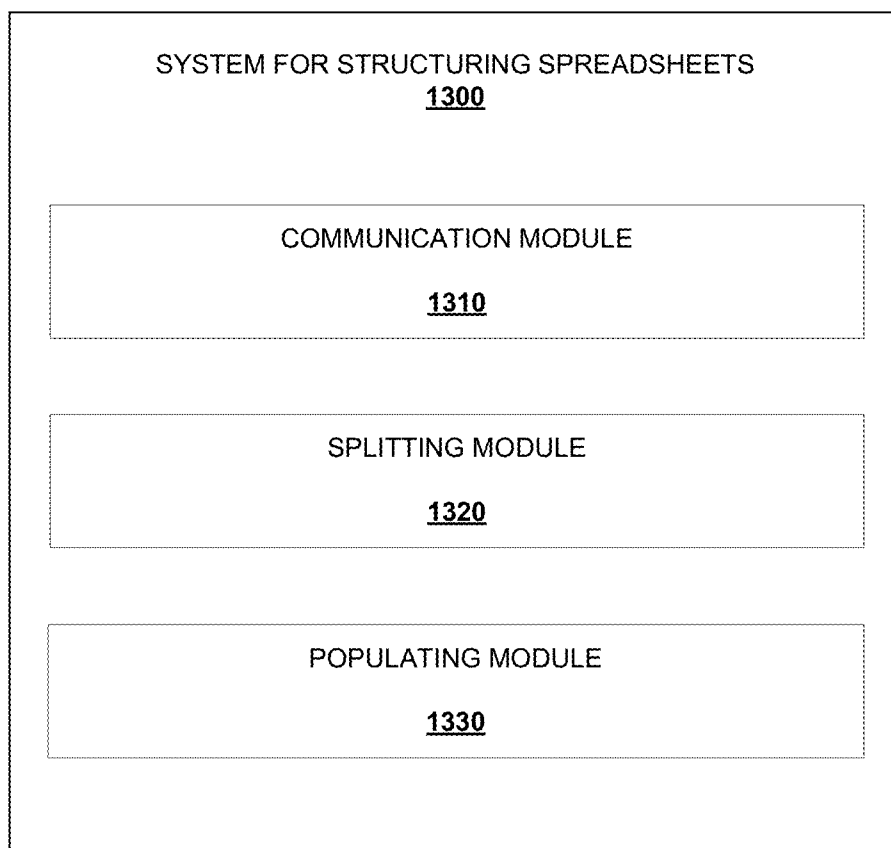 SYSTEM FOR STRUCTURING SPREADSHEETS
1300
COMMUNICATION MODULE
1310
SPLITTING MODULE
1320
POPULATING MODULE
1330